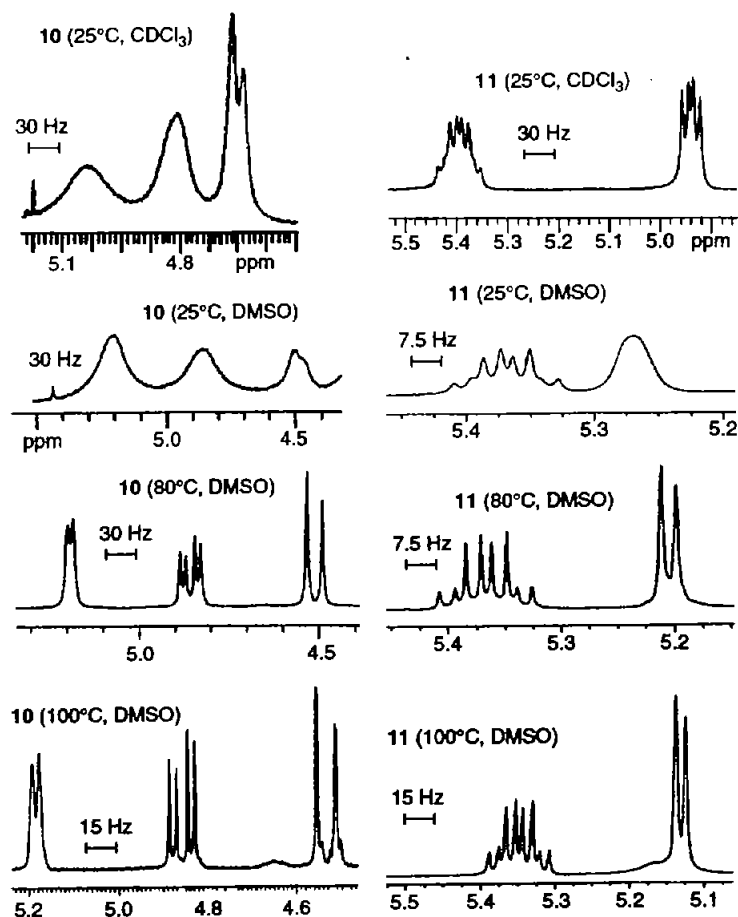 10 (25°C, CDCl₃)
30 Hz
5.1 4.8 ppm
11 (25°C, CDCl₃)
30 Hz
5.5 5.4 5.3 5.2 5.1 5.0 ppm
10 (25°C, DMSO)
30 Hz
ppm 5.0 4.5
11 (25°C, DMSO)
7.5 Hz
5.4 5.3 5.2
10 (80°C, DMSO)
30 Hz
5.0 4.5
11 (80°C, DMSO)
7.5 Hz
5.4 5.3 5.2
10 (100°C, DMSO)
15 Hz
5.2 5.0 4.8 4.6
11 (100°C, DMSO)
15 Hz
5.5 5.4 5.3 5.2 5.1